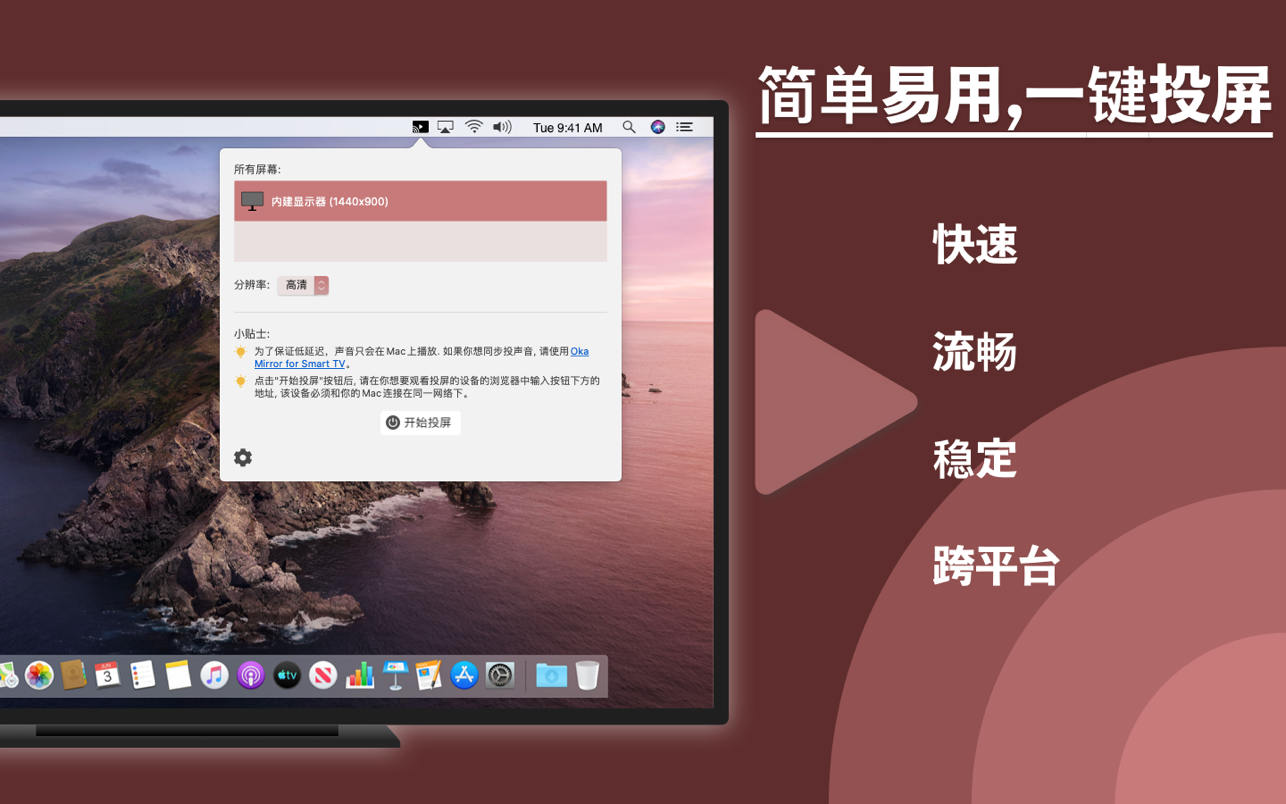 简单易用,一键投屏
Tue 9:41 AM
所有屏幕:
内建显示器 (1440x900)
分辨率: 高清
小贴士:
为了保证低延迟，声音只会在Mac上播放. 如果你想同步投声音, 请使用Oka
Mirror for Smart TV。
点击"开始投屏"按钮后, 请在你想要观看投屏的设备的浏览器中输入按钮下方的
地址, 该设备必须和你的Mac连接在同一网络下。
开始投屏
快速
流畅
稳定
跨平台
JUN
3
tv